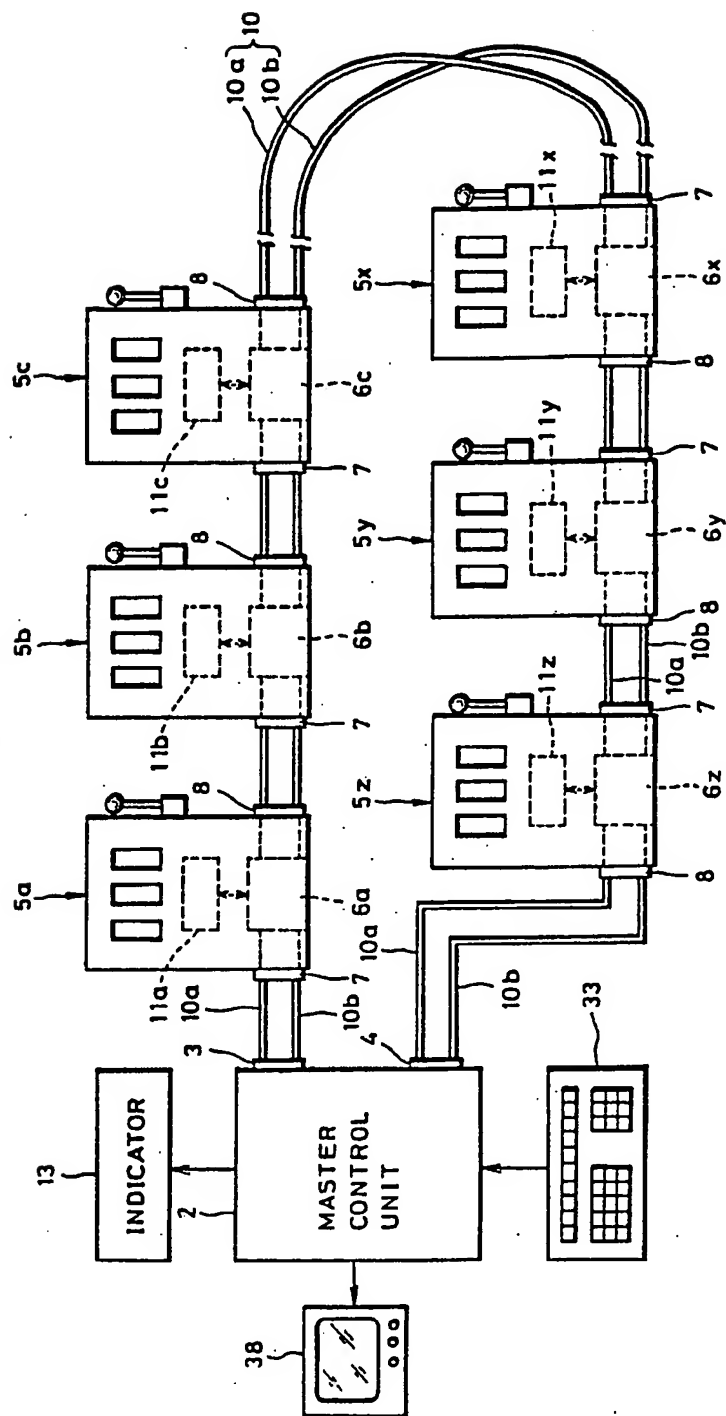 10
10a
10b
5c
8
11c
6c
7
5b
8
11b
6b
7
5a
8
11a
6a
7
10a
10b
3
4
13
INDICATOR
2
MASTER
CONTROL
UNIT
38
33
10a
10b
5z
11z
7
6z
8
10a
10b
5y
11y
7
6y
8
5x
11x
7
6x
8